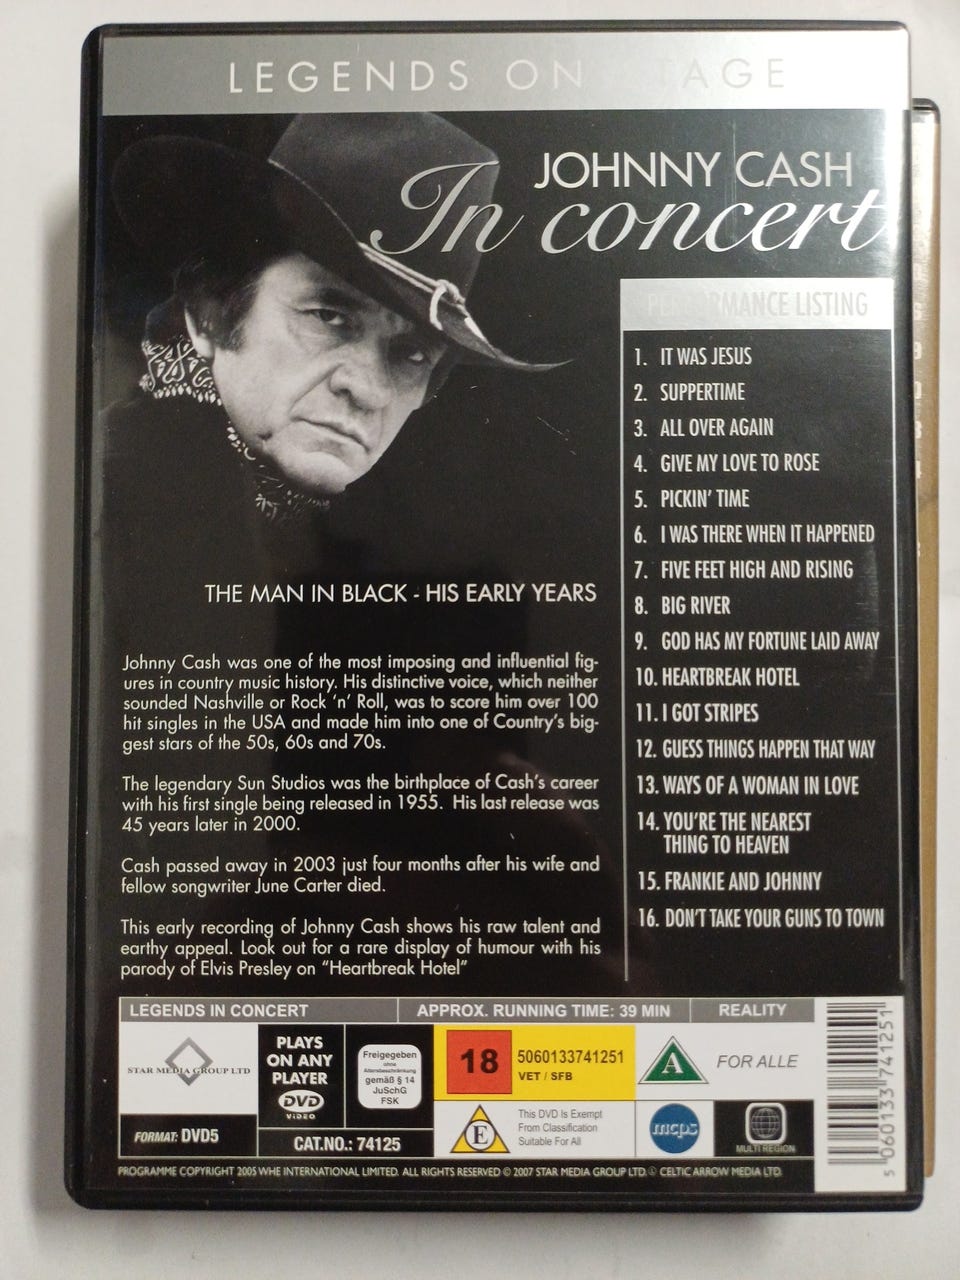 LEGENDS ON TAGE
JOHNNY CASH
In concert
PERFORMANCE LISTING
1. IT WAS JESUS
2. SUPPERTIME
3. ALL OVER AGAIN
4. GIVE MY LOVE TO ROSE
5. PICKIN' TIME
6. I WAS THERE WHEN IT HAPPENED
7. FIVE FEET HIGH AND RISING
8. BIG RIVER
9. GOD HAS MY FORTUNE LAID AWAY
10. HEARTBREAK HOTEL
11. I GOT STRIPES
12. GUESS THINGS HAPPEN THAT WAY
13. WAYS OF A WOMAN IN LOVE
14. YOU'RE THE NEAREST
THING TO HEAVEN
15. FRANKIE AND JOHNNY
16. DON'T TAKE YOUR GUNS TO TOWN
THE MAN IN BLACK - HIS EARLY YEARS
Johnny Cash was one of the most imposing and influential fig-
ures in country music history. His distinctive voice, which neither
sounded Nashville or Rock 'n' Roll, was to score him over 100
hit singles in the USA and made him into one of Country's big-
gest stars of the 50s, 60s and 70s.
The legendary Sun Studios was the birthplace of Cash's career
with his first single being released in 1955. His last release was
45 years later in 2000.
Cash passed away in 2003 just four months after his wife and
fellow songwriter June Carter died.
This early recording of Johnny Cash shows his raw talent and
earthy appeal. Look out for a rare display of humour with his
parody of Elvis Presley on "Heartbreak Hotel"
LEGENDS IN CONCERT
APPROX. RUNNING TIME: 39 MIN
REALITY
STAR MEDIA GROUP LTD
FORMAT: DVD5
PLAYS
ON ANY
PLAYER
DVD
VIDEO
CAT.NO.: 74125
Freigegeben
ohne
Altersbeschränkung
gemäß § 14
JuSchG
FSK
18
5060133741251
VET / SFB
A
FOR ALLE
E
This DVD Is Exempt
From Classification
Suitable For All
mcps
MULTI REGION
5 060133 741251
PROGRAMME COPYRIGHT 2005 WHE INTERNATIONAL LIMITED. ALL RIGHTS RESERVED © 2007 STAR MEDIA GROUP LTD. © CELTIC ARROW MEDIA LTD.